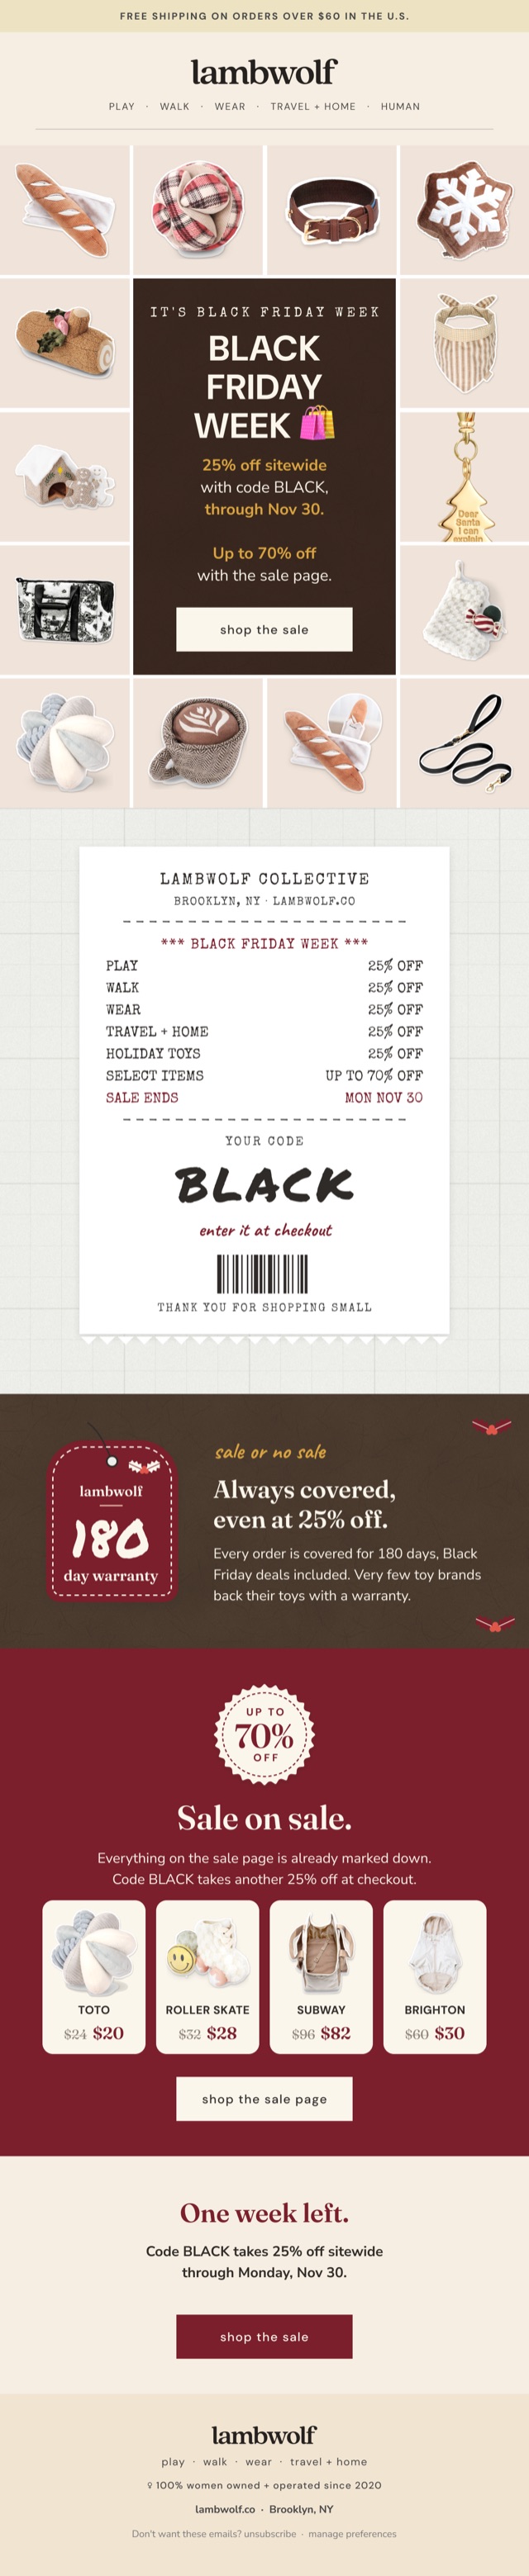 FREE SHIPPING ON ORDERS OVER $60 IN THE U.S.
lambwolf
PLAY · WALK · WEAR · TRAVEL + HOME · HUMAN
IT'S BLACK FRIDAY WEEK
BLACK
FRIDAY
WEEK
25% off sitewide
with code BLACK,
through Nov 30.
Up to 70% off
with the sale page.
shop the sale
Dear
Santa
I can
explain
LAMBWOLF COLLECTIVE
BROOKLYN, NY · LAMBWOLF.CO
*** BLACK FRIDAY WEEK ***
PLAY 25% OFF
WALK 25% OFF
WEAR 25% OFF
TRAVEL + HOME 25% OFF
HOLIDAY TOYS 25% OFF
SELECT ITEMS UP TO 70% OFF
SALE ENDS MON NOV 30
YOUR CODE
BLACK
enter it at checkout
THANK YOU FOR SHOPPING SMALL
lambwolf
180
day warranty
sale or no sale
Always covered,
even at 25% off.
Every order is covered for 180 days, Black
Friday deals included. Very few toy brands
back their toys with a warranty.
UP TO
70%
OFF
Sale on sale.
Everything on the sale page is already marked down.
Code BLACK takes another 25% off at checkout.
TOTO
$24 $20
ROLLER SKATE
$32 $28
SUBWAY
$96 $82
BRIGHTON
$60 $30
shop the sale page
One week left.
Code BLACK takes 25% off sitewide
through Monday, Nov 30.
shop the sale
lambwolf
play · walk · wear · travel + home
♀ 100% women owned + operated since 2020
lambwolf.co · Brooklyn, NY
Don't want these emails? unsubscribe · manage preferences